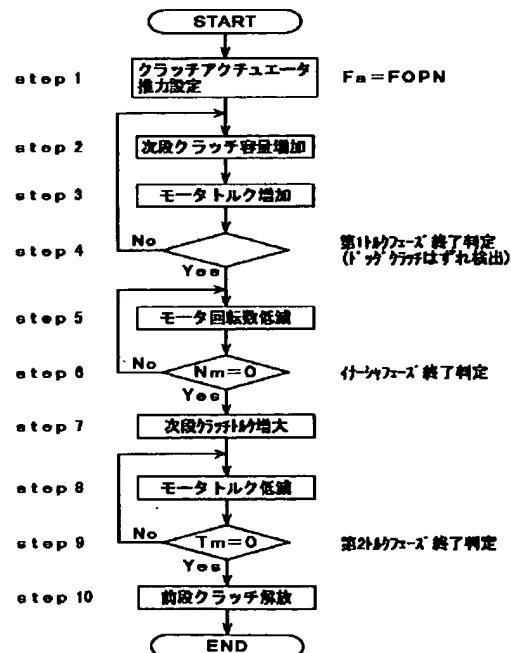 START
step 1
クラッチアクチュエータ
推力設定
Fa=FOPN
step 2
次段クラッチ容量増加
step 3
モータトルク増加
step 4
No
Yes
第1トルクフェーズ終了判定
(ドッグクラッチはずれ検出)
step 5
モータ回転数低減
step 6
No
Nm=0
Yes
イナーシャフェーズ終了判定
step 7
次段クラッチトルク増大
step 8
モータトルク低減
step 9
No
Tm=0
Yes
第2トルクフェーズ終了判定
step 10
前段クラッチ解放
END